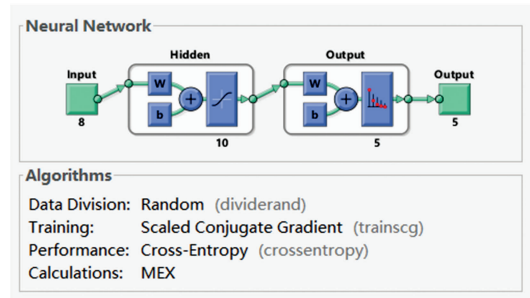 Neural Network
Hidden
Output
Input
Output
W
W
b
b
8
10
5
5
Algorithms
Data Division: Random (dividerand)
Training: Scaled Conjugate Gradient (trainscg)
Performance: Cross-Entropy (crossentropy)
Calculations: MEX